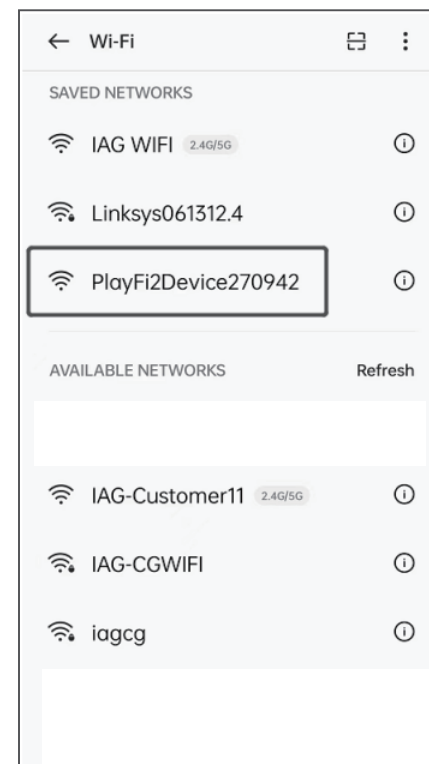 Wi-Fi
SAVED NETWORKS
IAG WIFI 2.4G/5G
Linksys061312.4
PlayFi2Device270942
AVAILABLE NETWORKS Refresh
IAG-Customer11 2.4G/5G
IAG-CGWIFI
iagcg